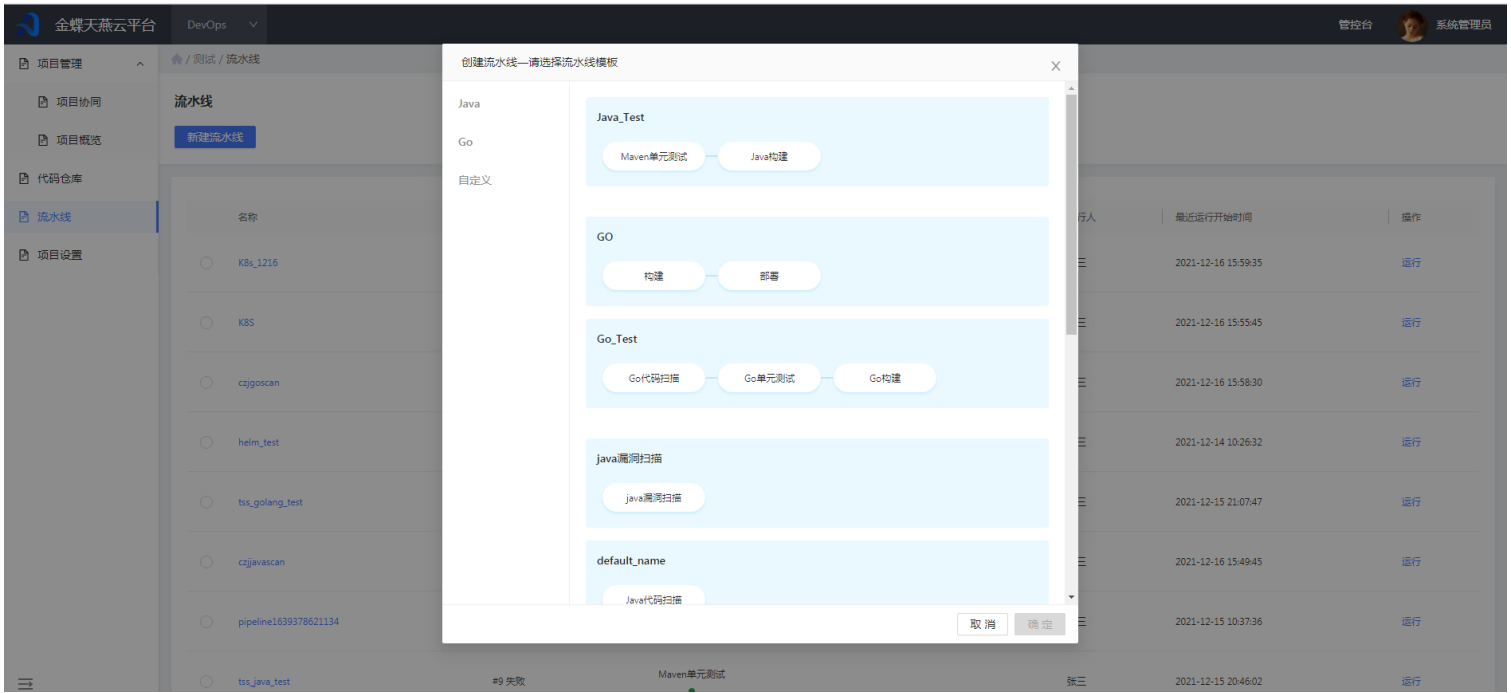 金蝶天燕云平台 DevOps 管控台 系统管理员
项目管理
项目协同
项目概览
代码仓库
流水线
项目设置
/ 测试 / 流水线
流水线
新建流水线
创建流水线—请选择流水线模板
Java
Go
自定义
Java_Test
Maven单元测试 Java构建
GO
构建 部署
Go_Test
Go代码扫描 Go单元测试 Go构建
java漏洞扫描
java漏洞扫描
default_name
Java代码扫描
取 消 确 定
名称 行人 最近运行开始时间 操作
K8s_1216 三 2021-12-16 15:59:35 运行
K8S 三 2021-12-16 15:55:45 运行
czjgoscan 三 2021-12-16 15:58:30 运行
helm_test 三 2021-12-14 10:26:32 运行
tss_golang_test 三 2021-12-15 21:07:47 运行
czjjavascan 三 2021-12-16 15:49:45 运行
pipeline1639378621134 三 2021-12-15 10:37:36 运行
tss_java_test #9 失败 Maven单元测试 张三 2021-12-15 20:46:02 运行